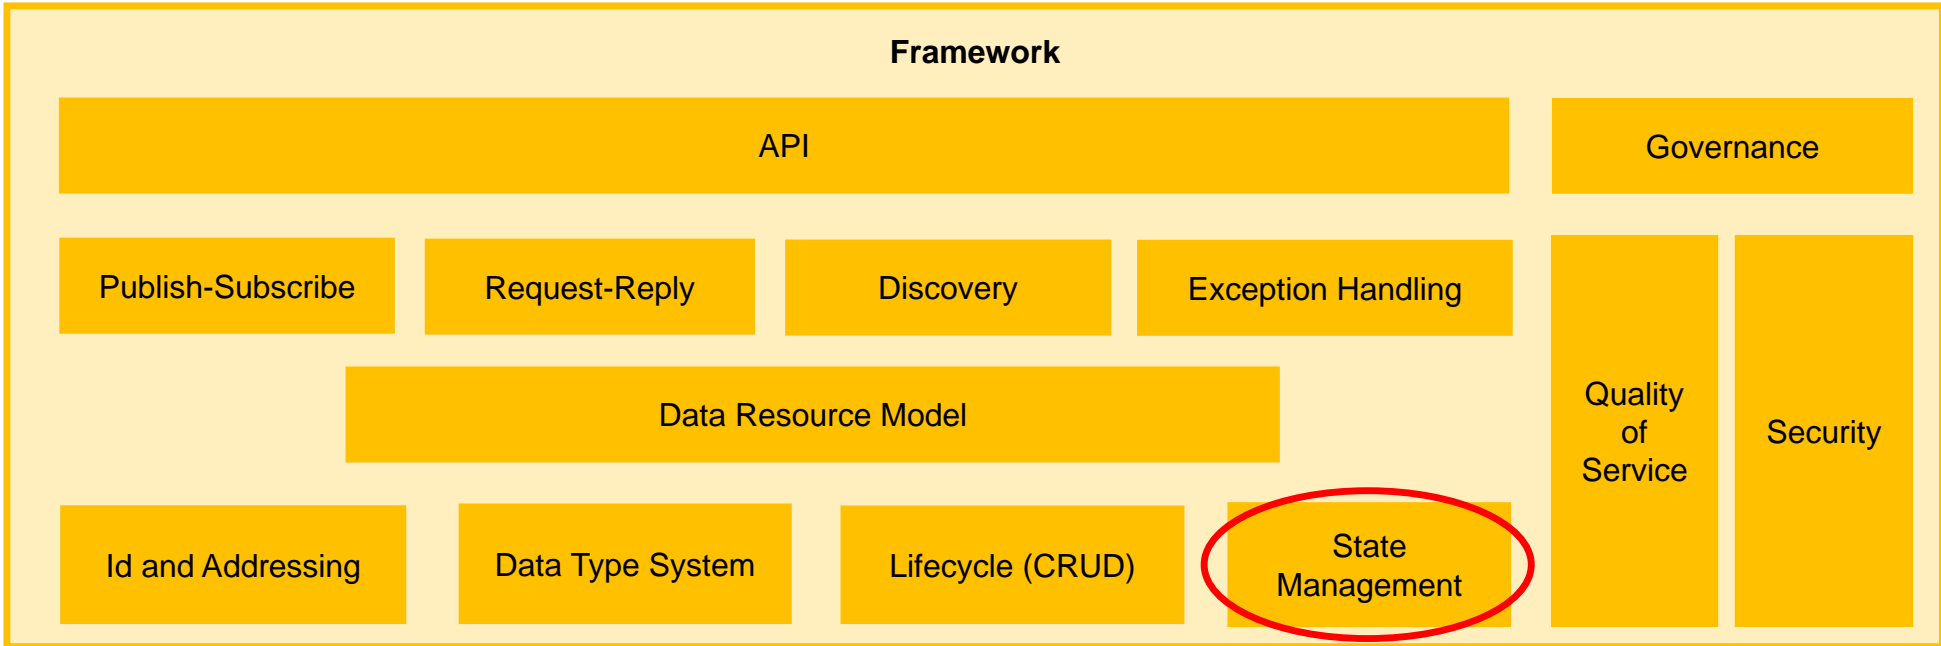 Framework
API
Governance
Publish-Subscribe
Request-Reply
Discovery
Exception Handling
Data Resource Model
Quality
of
Service
Security
Id and Addressing
Data Type System
Lifecycle (CRUD)
State
Management